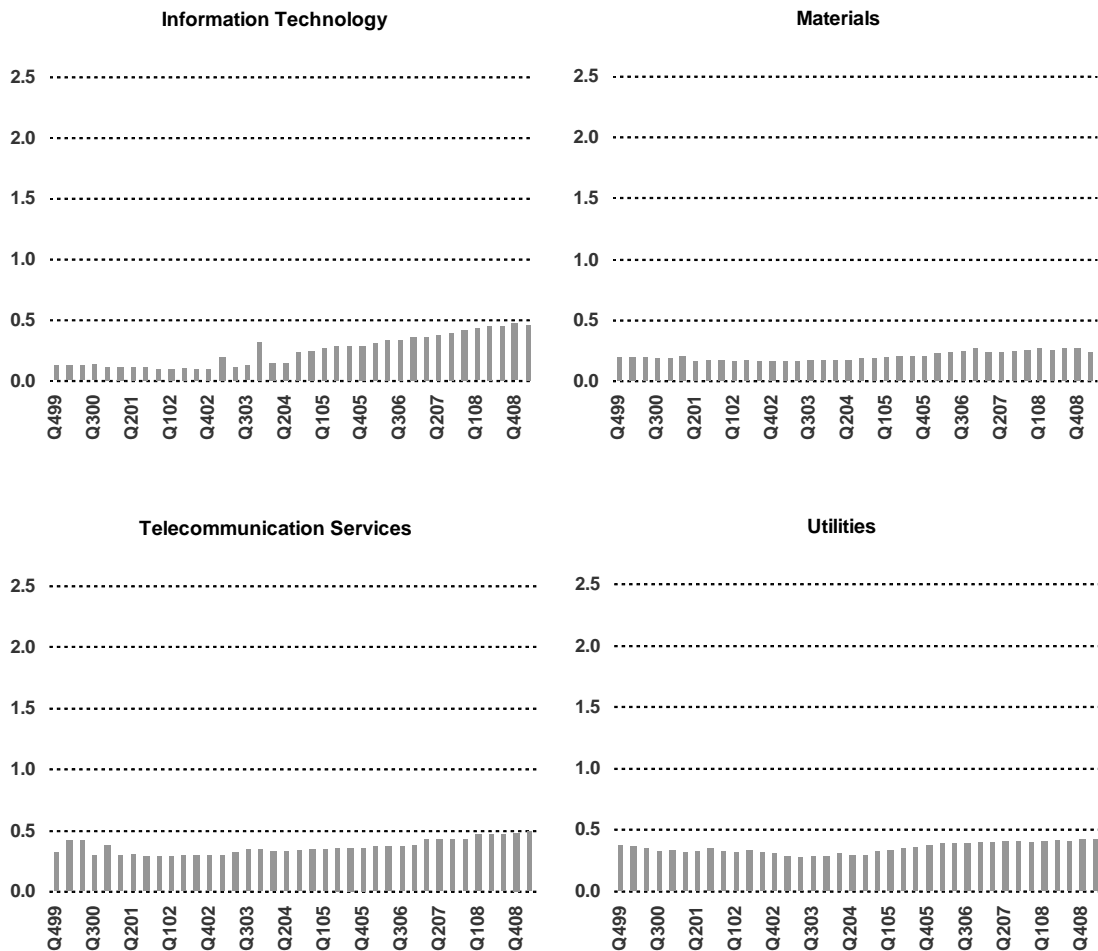 Information Technology
2.5
2.0
1.5
1.0
0.5
0.0
Q499
Q300
Q201
Q102
Q402
Q303
Q204
Q105
Q405
Q306
Q207
Q108
Q408
Materials
2.5
2.0
1.5
1.0
0.5
0.0
Q499
Q300
Q201
Q102
Q402
Q303
Q204
Q105
Q405
Q306
Q207
Q108
Q408
Telecommunication Services
2.5
2.0
1.5
1.0
0.5
0.0
Q499
Q300
Q201
Q102
Q402
Q303
Q204
Q105
Q405
Q306
Q207
Q108
Q408
Utilities
2.5
2.0
1.5
1.0
0.5
0.0
Q499
Q300
Q201
Q102
Q402
Q303
Q204
Q105
Q405
Q306
Q207
Q108
Q408